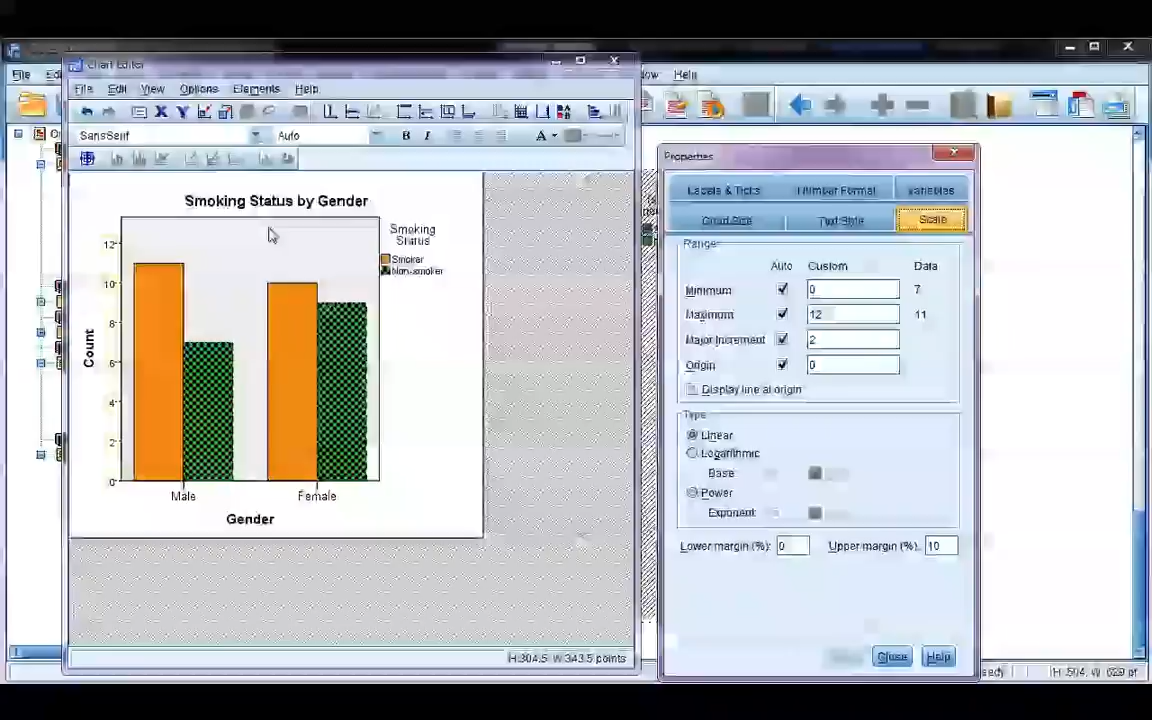 Chart Editor
File
Help
File Edit View Options Elements Help
SansSerif Auto B I A
Properties
Labels & Ticks Number Format Variables
Chart Size Text Style Scale
Range
Auto Custom Data
Minimum 0 7
Maximum 12 11
Major Increment 2
Origin 0
Display line at origin
Type
Linear
Logarithmic
Base
Power
Exponent
Lower margin (%): 0 Upper margin (%): 10
Close Help
Smoking Status by Gender
Smoking
Status
Smoker
Non-smoker
Count
12
10
8
6
4
2
0
Male Female
Gender
H:304.5, W:343.5 points